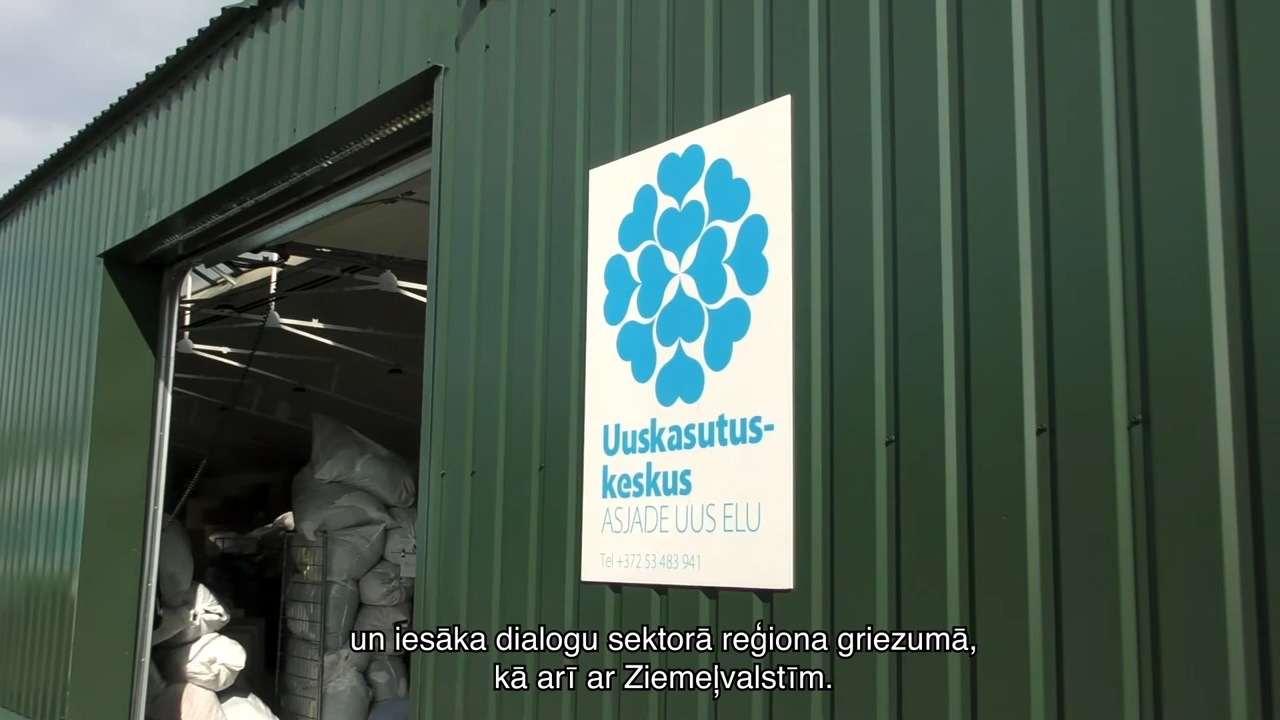 Uuskasutus-
keskus
ASJADE UUS ELU
Tel +372 53 483 941
un iesāka dialogu sektorā reģiona griezumā,
kā arī ar Ziemeļvalstīm.